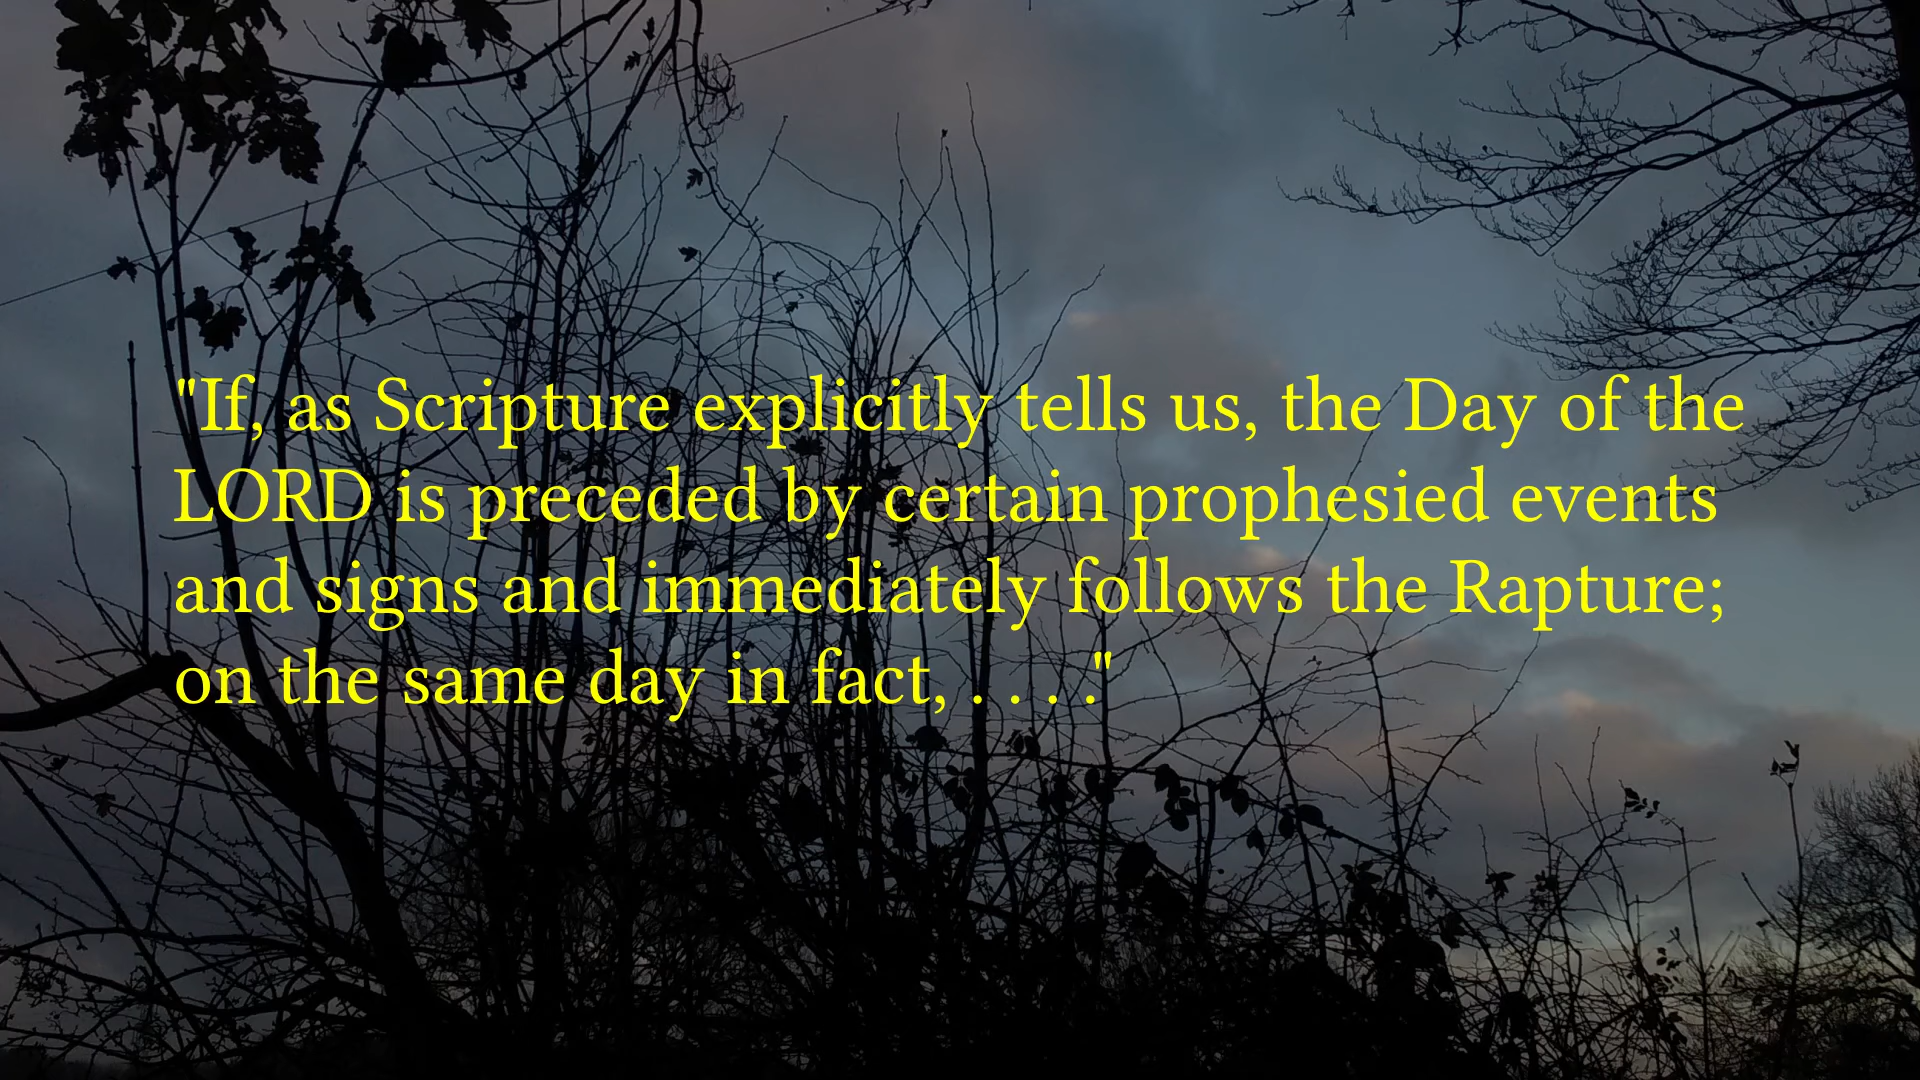 "If, as Scripture explicitly tells us, the Day of the
LORD is preceded by certain prophesied events
and signs and immediately follows the Rapture;
on the same day in fact, . . . ."